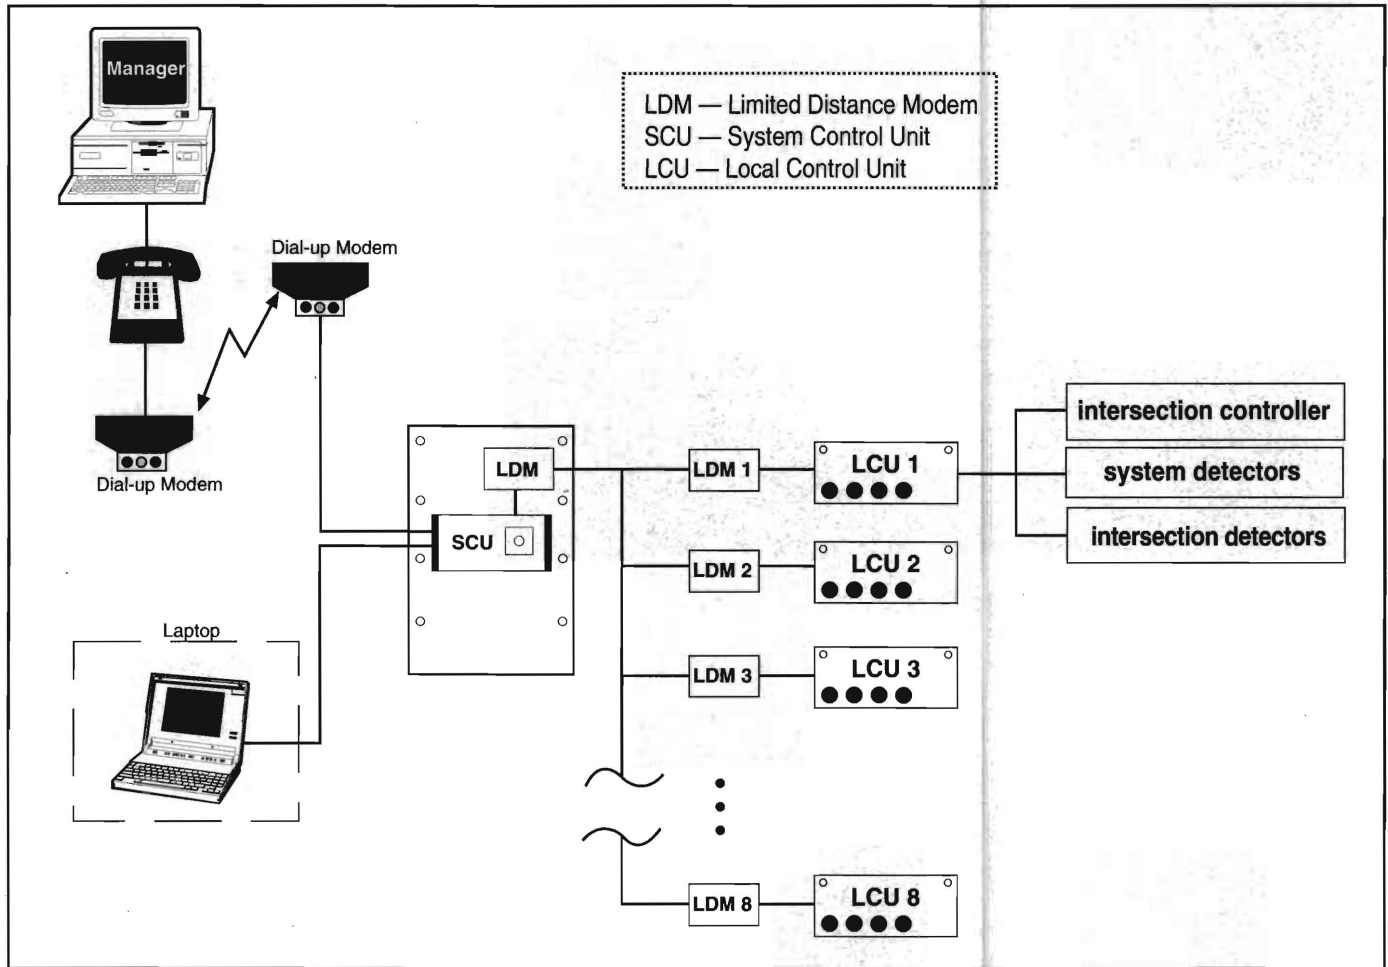 Manager
LDM — Limited Distance Modem
SCU — System Control Unit
LCU — Local Control Unit
Dial-up Modem
Dial-up Modem
LDM
SCU
LDM 1
LCU 1
LDM 2
LCU 2
LDM 3
LCU 3
LDM 8
LCU 8
intersection controller
system detectors
intersection detectors
Laptop